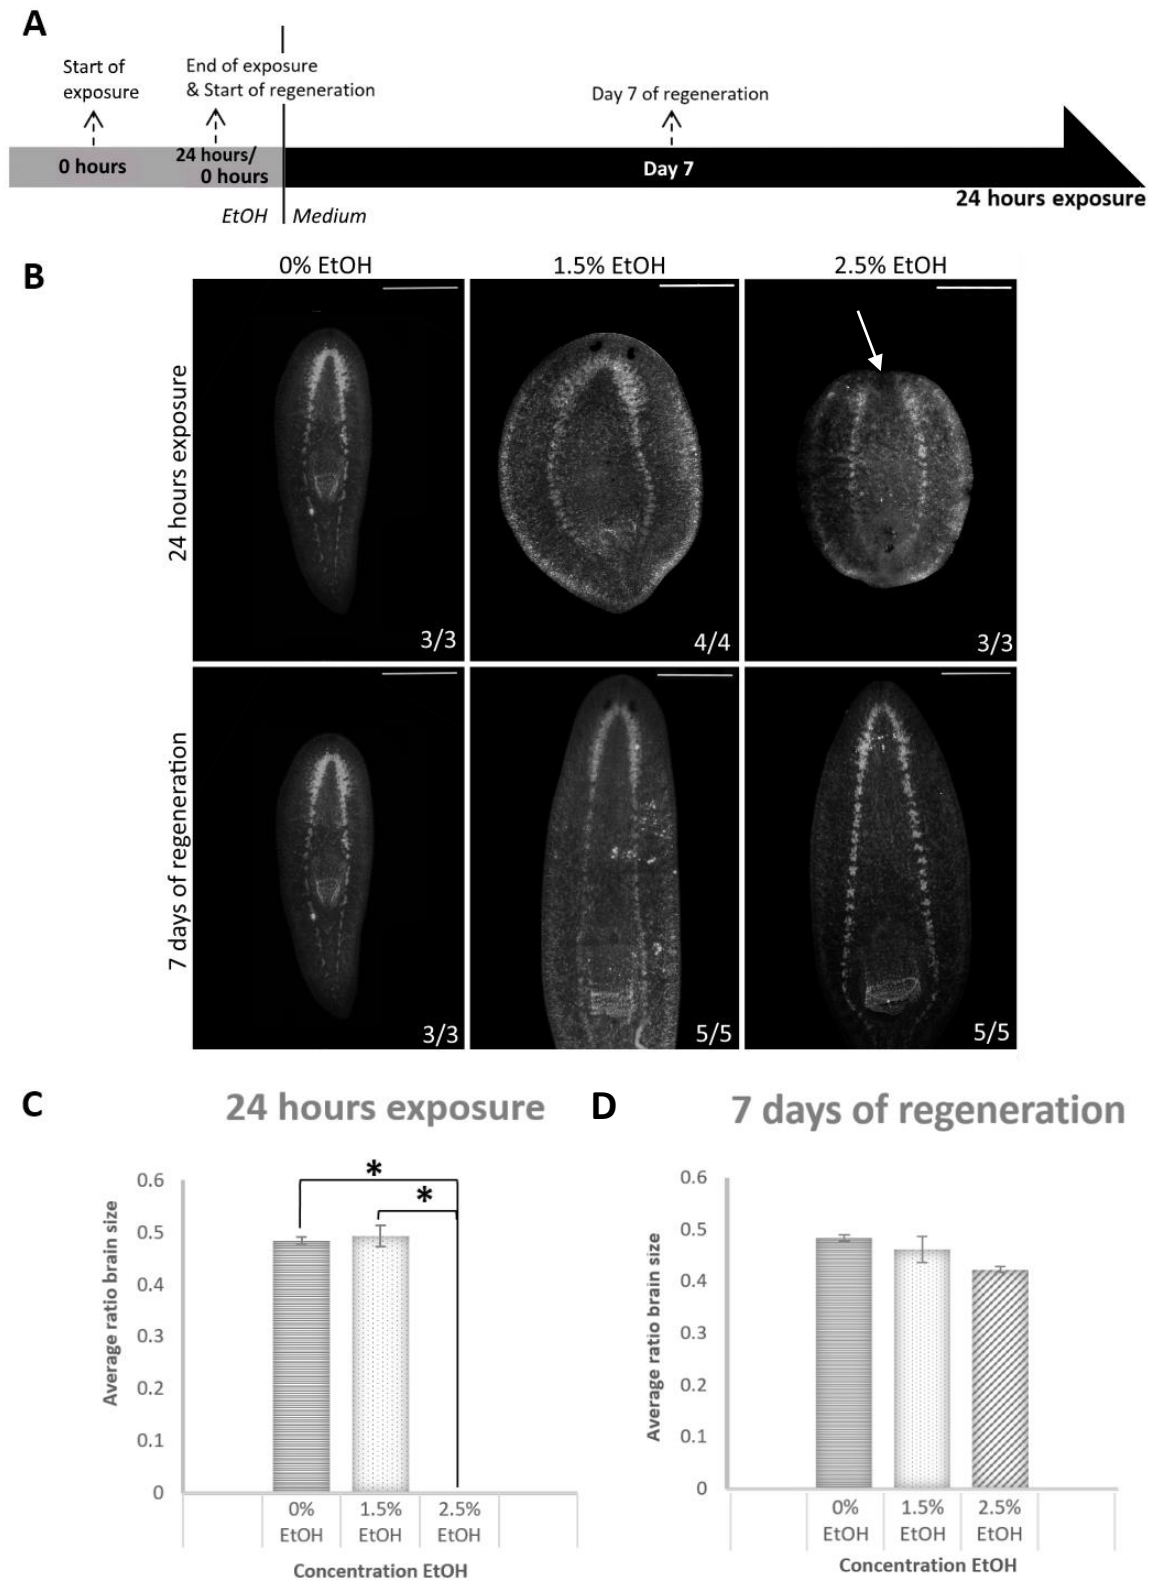 A
Start of
exposure
End of exposure
& Start of regeneration
Day 7 of regeneration
0 hours
24 hours/
0 hours
Day 7
24 hours exposure
EtOH
Medium
B
0% EtOH
1.5% EtOH
2.5% EtOH
24 hours exposure
3/3
4/4
3/3
7 days of regeneration
3/3
5/5
5/5
C
24 hours exposure
*
*
0.6
0.5
0.4
0.3
0.2
0.1
0
Average ratio brain size
0%
EtOH
1.5%
EtOH
2.5%
EtOH
Concentration EtOH
D
7 days of regeneration
0.6
0.5
0.4
0.3
0.2
0.1
0
Average ratio brain size
0%
EtOH
1.5%
EtOH
2.5%
EtOH
Concentration EtOH